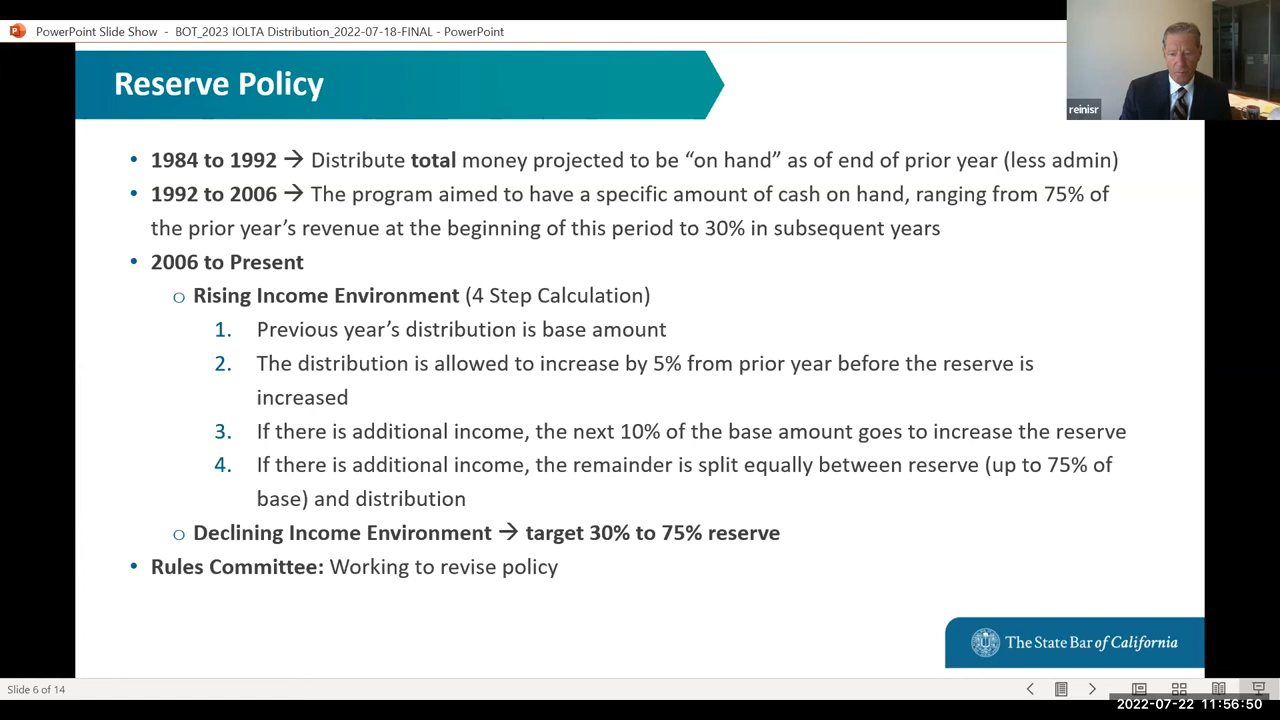 PowerPoint Slide Show - BOT_2023 IOLTA Distribution_2022-07-18-FINAL - PowerPoint
reinisr
Reserve Policy
• 1984 to 1992 → Distribute total money projected to be “on hand” as of end of prior year (less admin)
• 1992 to 2006 → The program aimed to have a specific amount of cash on hand, ranging from 75% of
the prior year’s revenue at the beginning of this period to 30% in subsequent years
• 2006 to Present
o Rising Income Environment (4 Step Calculation)
1. Previous year’s distribution is base amount
2. The distribution is allowed to increase by 5% from prior year before the reserve is
increased
3. If there is additional income, the next 10% of the base amount goes to increase the reserve
4. If there is additional income, the remainder is split equally between reserve (up to 75% of
base) and distribution
o Declining Income Environment → target 30% to 75% reserve
• Rules Committee: Working to revise policy
The State Bar of California
Slide 6 of 14
2022-07-22 11:56:50